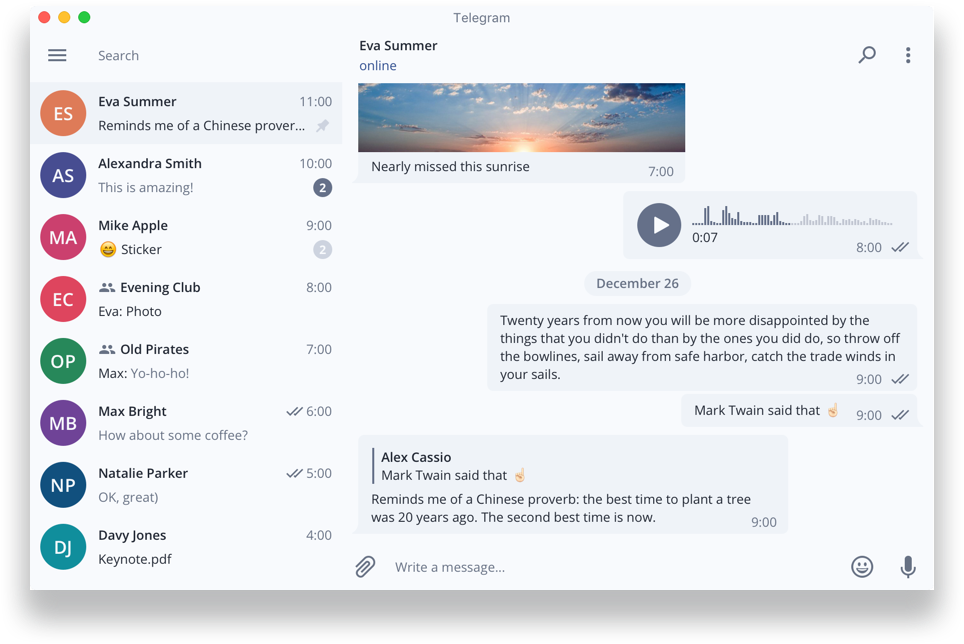 Telegram
Search
ES
Eva Summer 11:00
Reminds me of a Chinese prover...
AS
Alexandra Smith 10:00
This is amazing! 2
MA
Mike Apple 9:00
😄 Sticker 2
EC
Evening Club 8:00
Eva: Photo
OP
Old Pirates 7:00
Max: Yo-ho-ho!
MB
Max Bright 6:00
How about some coffee?
NP
Natalie Parker 5:00
OK, great)
DJ
Davy Jones 4:00
Keynote.pdf
Eva Summer
online
Nearly missed this sunrise
7:00
0:07
8:00
December 26
Twenty years from now you will be more disappointed by the
things that you didn't do than by the ones you did do, so throw off
the bowlines, sail away from safe harbor, catch the trade winds in
your sails.
9:00
Mark Twain said that ☝🏻 9:00
Alex Cassio
Mark Twain said that ☝🏻
Reminds me of a Chinese proverb: the best time to plant a tree
was 20 years ago. The second best time is now.
9:00
Write a message...